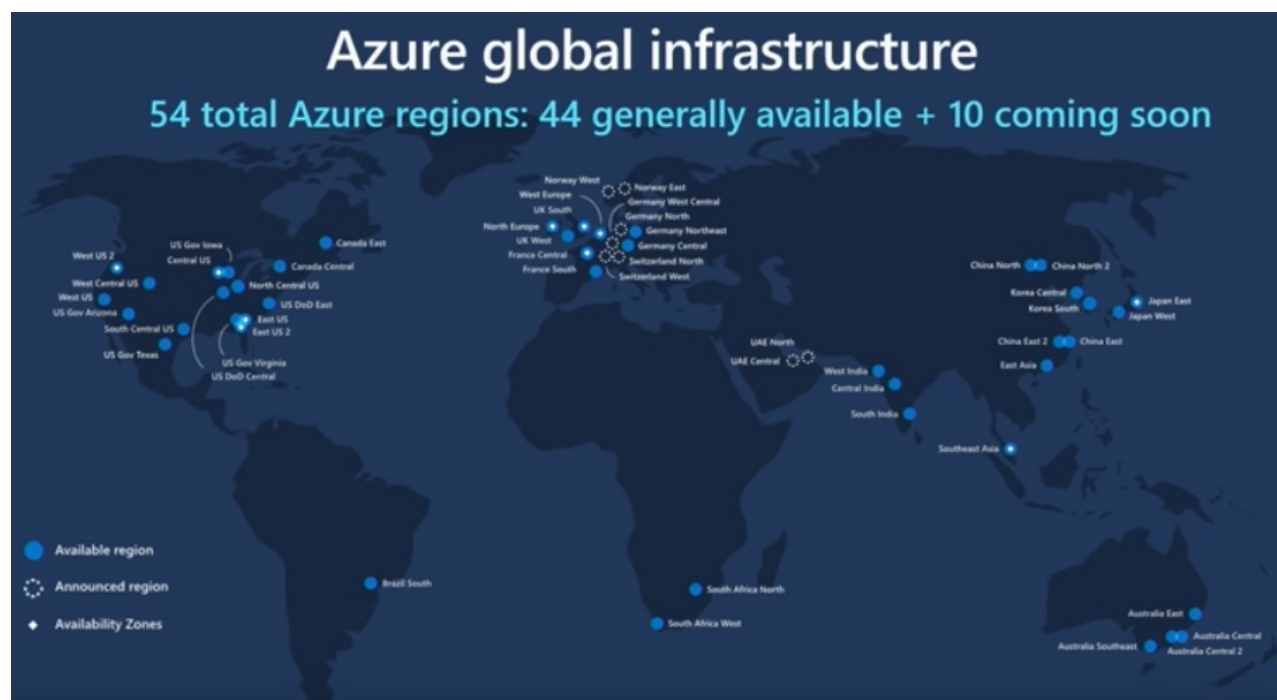 Azure global infrastructure
54 total Azure regions: 44 generally available + 10 coming soon
Norway West
Norway East
West Europe
Germany West Central
UK South
Germany North
North Europe
Germany Northeast
UK West
Germany Central
France Central
Switzerland North
France South
Switzerland West
US Gov Iowa
Canada East
West US 2
Central US
Canada Central
West Central US
North Central US
West US
US DoD East
US Gov Arizona
East US
South Central US
East US 2
US Gov Texas
US Gov Virginia
US DoD Central
China North
China North 2
Korea Central
Japan East
Korea South
Japan West
China East 2
China East
East Asia
UAE North
UAE Central
West India
Central India
South India
Southeast Asia
Available region
Announced region
Availability Zones
Brazil South
South Africa North
South Africa West
Australia East
Australia Central
Australia Southeast
Australia Central 2